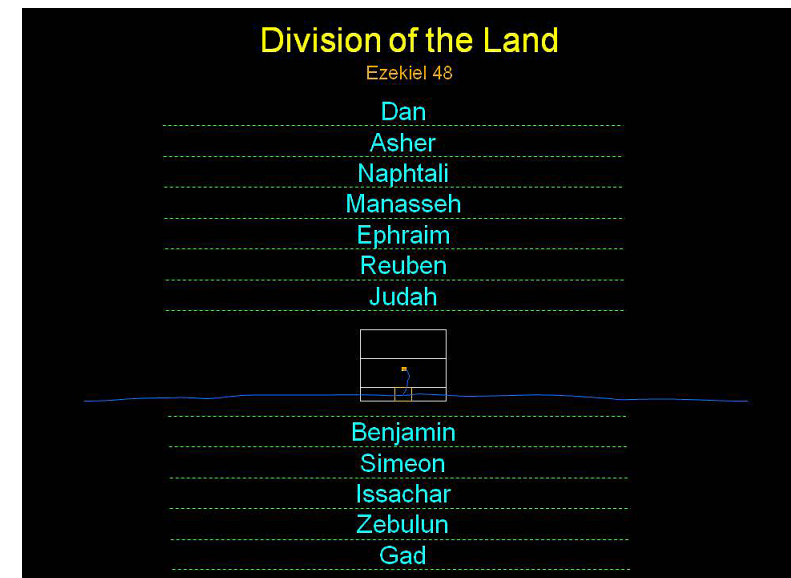 Division of the Land
Ezekiel 48
Dan
Asher
Naphtali
Manasseh
Ephraim
Reuben
Judah
Benjamin
Simeon
Issachar
Zebulun
Gad